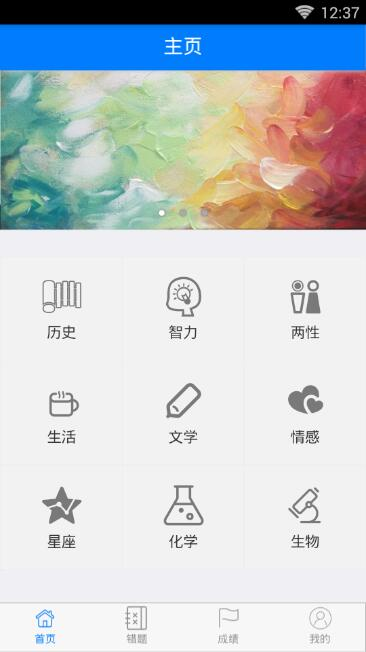 12:37
主页
历史 智力 两性
生活 文学 情感
星座 化学 生物
首页 错题 成绩 我的